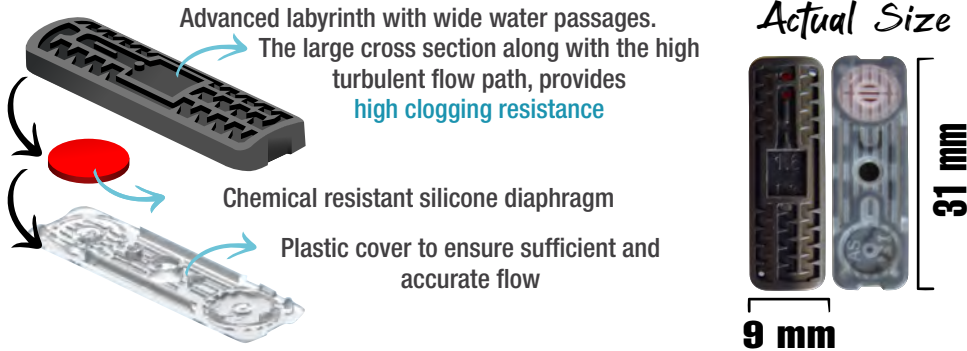 Advanced labyrinth with wide water passages.
The large cross section along with the high
turbulent flow path, provides
high clogging resistance
Chemical resistant silicone diaphragm
Plastic cover to ensure sufficient and
accurate flow
Actual Size
1.6
31 mm
9 mm